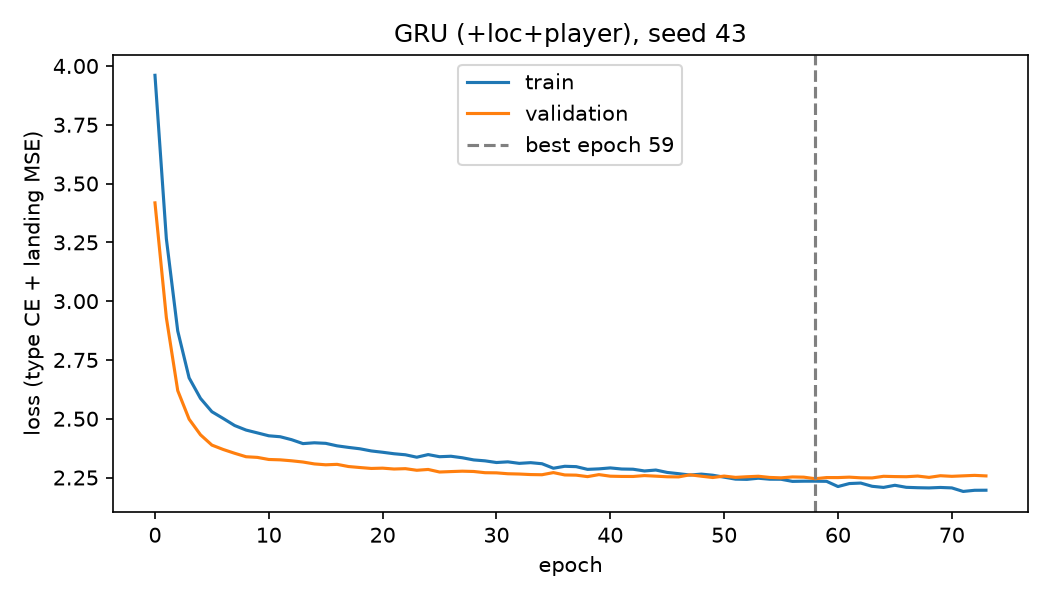 GRU (+loc+player), seed 43
loss (type CE + landing MSE)
4.00
3.75
3.50
3.25
3.00
2.75
2.50
2.25
train
validation
best epoch 59
0 10 20 30 40 50 60 70
epoch